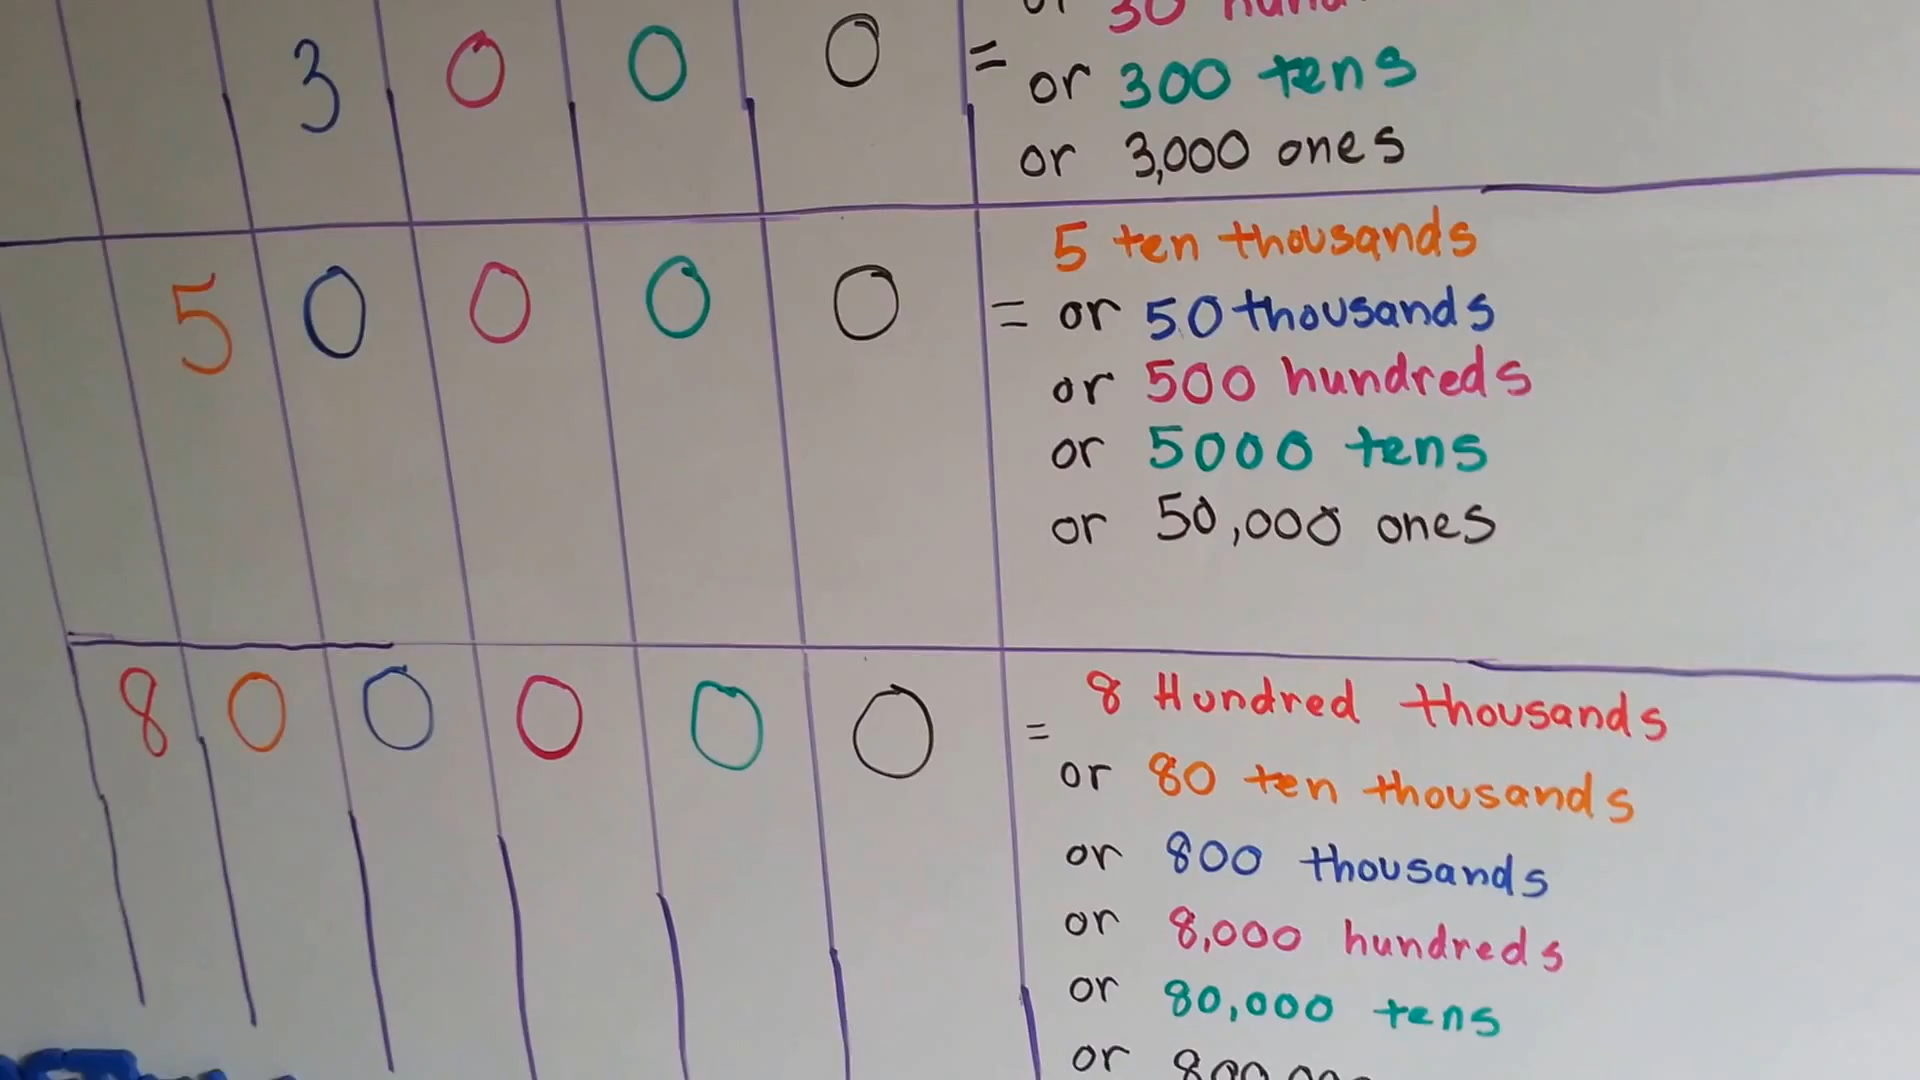 or 30
3 0 0 0 = or 300 tens
or 3,000 ones
5 ten thousands
5 0 0 0 0 = or 50 thousands
or 500 hundreds
or 5000 tens
or 50,000 ones
8 0 0 0 0 0 = 8 Hundred thousands
or 80 ten thousands
or 800 thousands
or 8,000 hundreds
or 80,000 tens
or